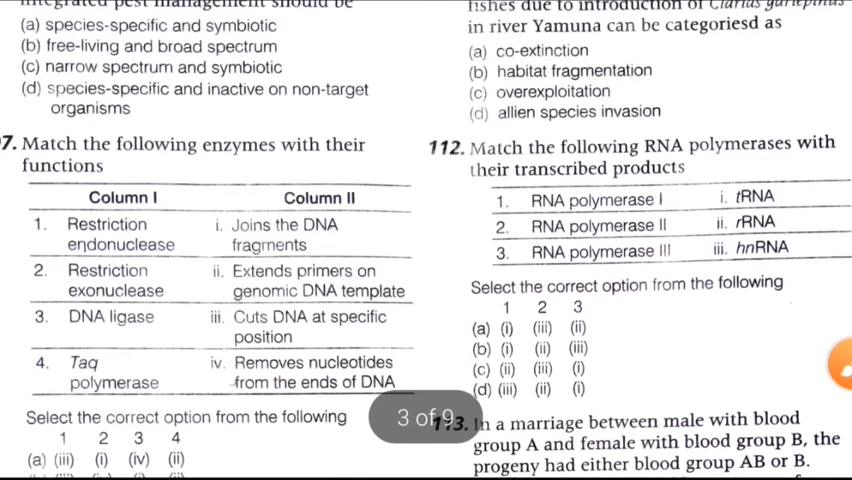 integrated pest management should be
(a) species-specific and symbiotic
(b) free-living and broad spectrum
(c) narrow spectrum and symbiotic
(d) species-specific and inactive on non-target
organisms
7. Match the following enzymes with their
functions
Column I Column II
1. Restriction endonuclease i. Joins the DNA fragments
2. Restriction exonuclease ii. Extends primers on genomic DNA template
3. DNA ligase iii. Cuts DNA at specific position
4. Taq polymerase iv. Removes nucleotides from the ends of DNA
Select the correct option from the following
1 2 3 4
(a) (iii) (i) (iv) (ii)
fishes due to introduction of Clarias gariepinus
in river Yamuna can be categoriesd as
(a) co-extinction
(b) habitat fragmentation
(c) overexploitation
(d) allien species invasion
112. Match the following RNA polymerases with
their transcribed products
1. RNA polymerase I i. tRNA
2. RNA polymerase II ii. rRNA
3. RNA polymerase III iii. hnRNA
Select the correct option from the following
1 2 3
(a) (i) (iii) (ii)
(b) (i) (ii) (iii)
(c) (ii) (iii) (i)
(d) (iii) (ii) (i)
113. In a marriage between male with blood
group A and female with blood group B, the
progeny had either blood group AB or B.
3 of 9